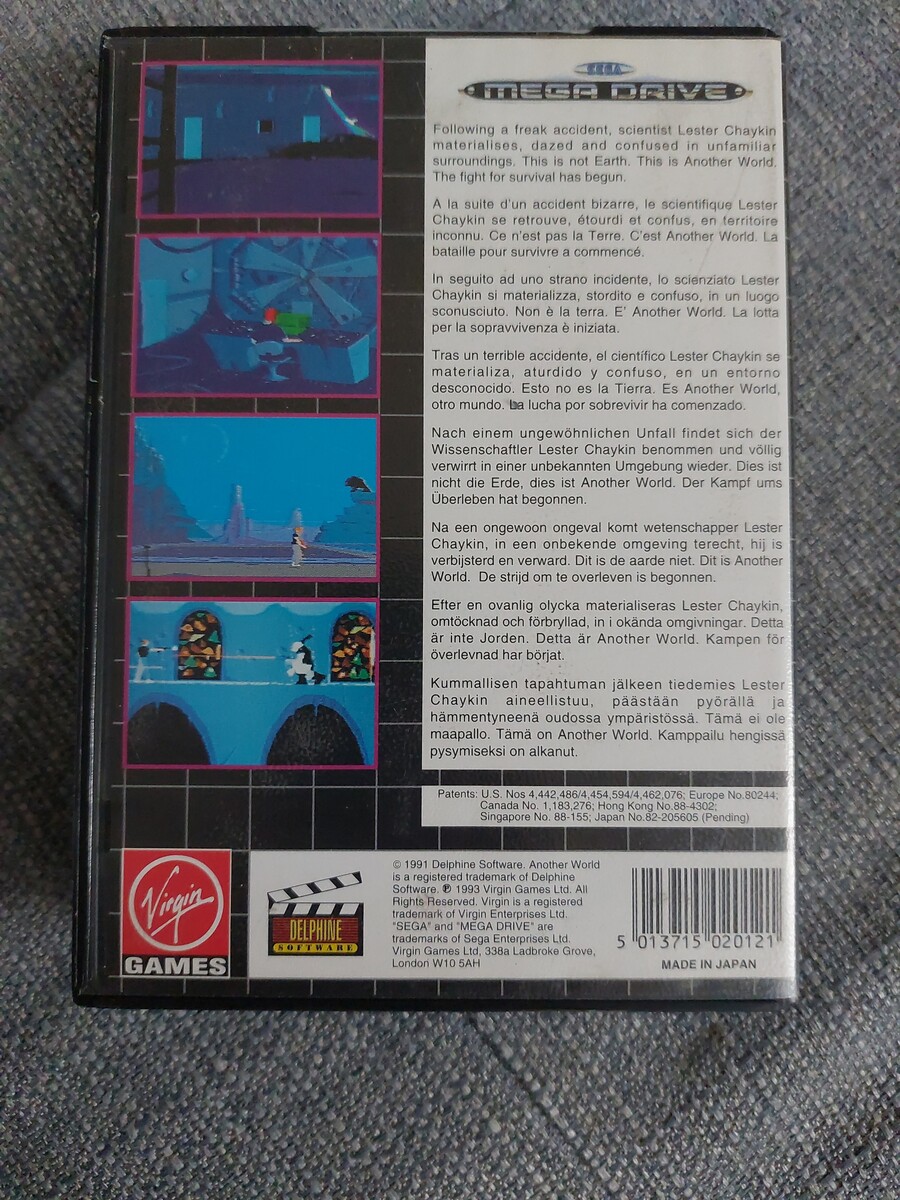 SEGA
MEGA DRIVE
Following a freak accident, scientist Lester Chaykin
materialises, dazed and confused in unfamiliar
surroundings. This is not Earth. This is Another World.
The fight for survival has begun.
A la suite d'un accident bizarre, le scientifique Lester
Chaykin se retrouve, étourdi et confus, en territoire
inconnu. Ce n'est pas la Terre. C'est Another World. La
bataille pour survivre a commencé.
In seguito ad uno strano incidente, lo scienziato Lester
Chaykin si materializza, stordito e confuso, in un luogo
sconusciuto. Non è la terra. E' Another World. La lotta
per la sopravvivenza è iniziata.
Tras un terrible accidente, el científico Lester Chaykin se
materializa, aturdido y confuso, en un entorno
desconocido. Esto no es la Tierra. Es Another World,
otro mundo. La lucha por sobrevivir ha comenzado.
Nach einem ungewöhnlichen Unfall findet sich der
Wissenschaftler Lester Chaykin benommen und völlig
verwirrt in einer unbekannten Umgebung wieder. Dies ist
nicht die Erde, dies ist Another World. Der Kampf ums
Überleben hat begonnen.
Na een ongewoon ongeval komt wetenschapper Lester
Chaykin, in een onbekende omgeving terecht, hij is
verbijsterd en verward. Dit is de aarde niet. Dit is Another
World. De strijd om te overleven is begonnen.
Efter en ovanlig olycka materialiseras Lester Chaykin,
omtöcknad och förbryllad, in i okända omgivningar. Detta
är inte Jorden. Detta är Another World. Kampen för
överlevnad har börjat.
Kummallisen tapahtuman jälkeen tiedemies Lester
Chaykin aineellistuu, päästään pyörällä ja
hämmentyneenä oudossa ympäristössä. Tämä ei ole
maapallo. Tämä on Another World. Kamppailu hengissä
pysymiseksi on alkanut.
Patents: U.S. Nos 4,442,486/4,454,594/4,462,076; Europe No.80244;
Canada No. 1,183,276; Hong Kong No.88-4302;
Singapore No. 88-155; Japan No.82-205605 (Pending)
Virgin
GAMES
DELPHINE
SOFTWARE
© 1991 Delphine Software. Another World
is a registered trademark of Delphine
Software. ℗ 1993 Virgin Games Ltd. All
Rights Reserved. Virgin is a registered
trademark of Virgin Enterprises Ltd.
"SEGA" and "MEGA DRIVE" are
trademarks of Sega Enterprises Ltd.
Virgin Games Ltd, 338a Ladbroke Grove,
London W10 5AH
5 013715 020121
MADE IN JAPAN